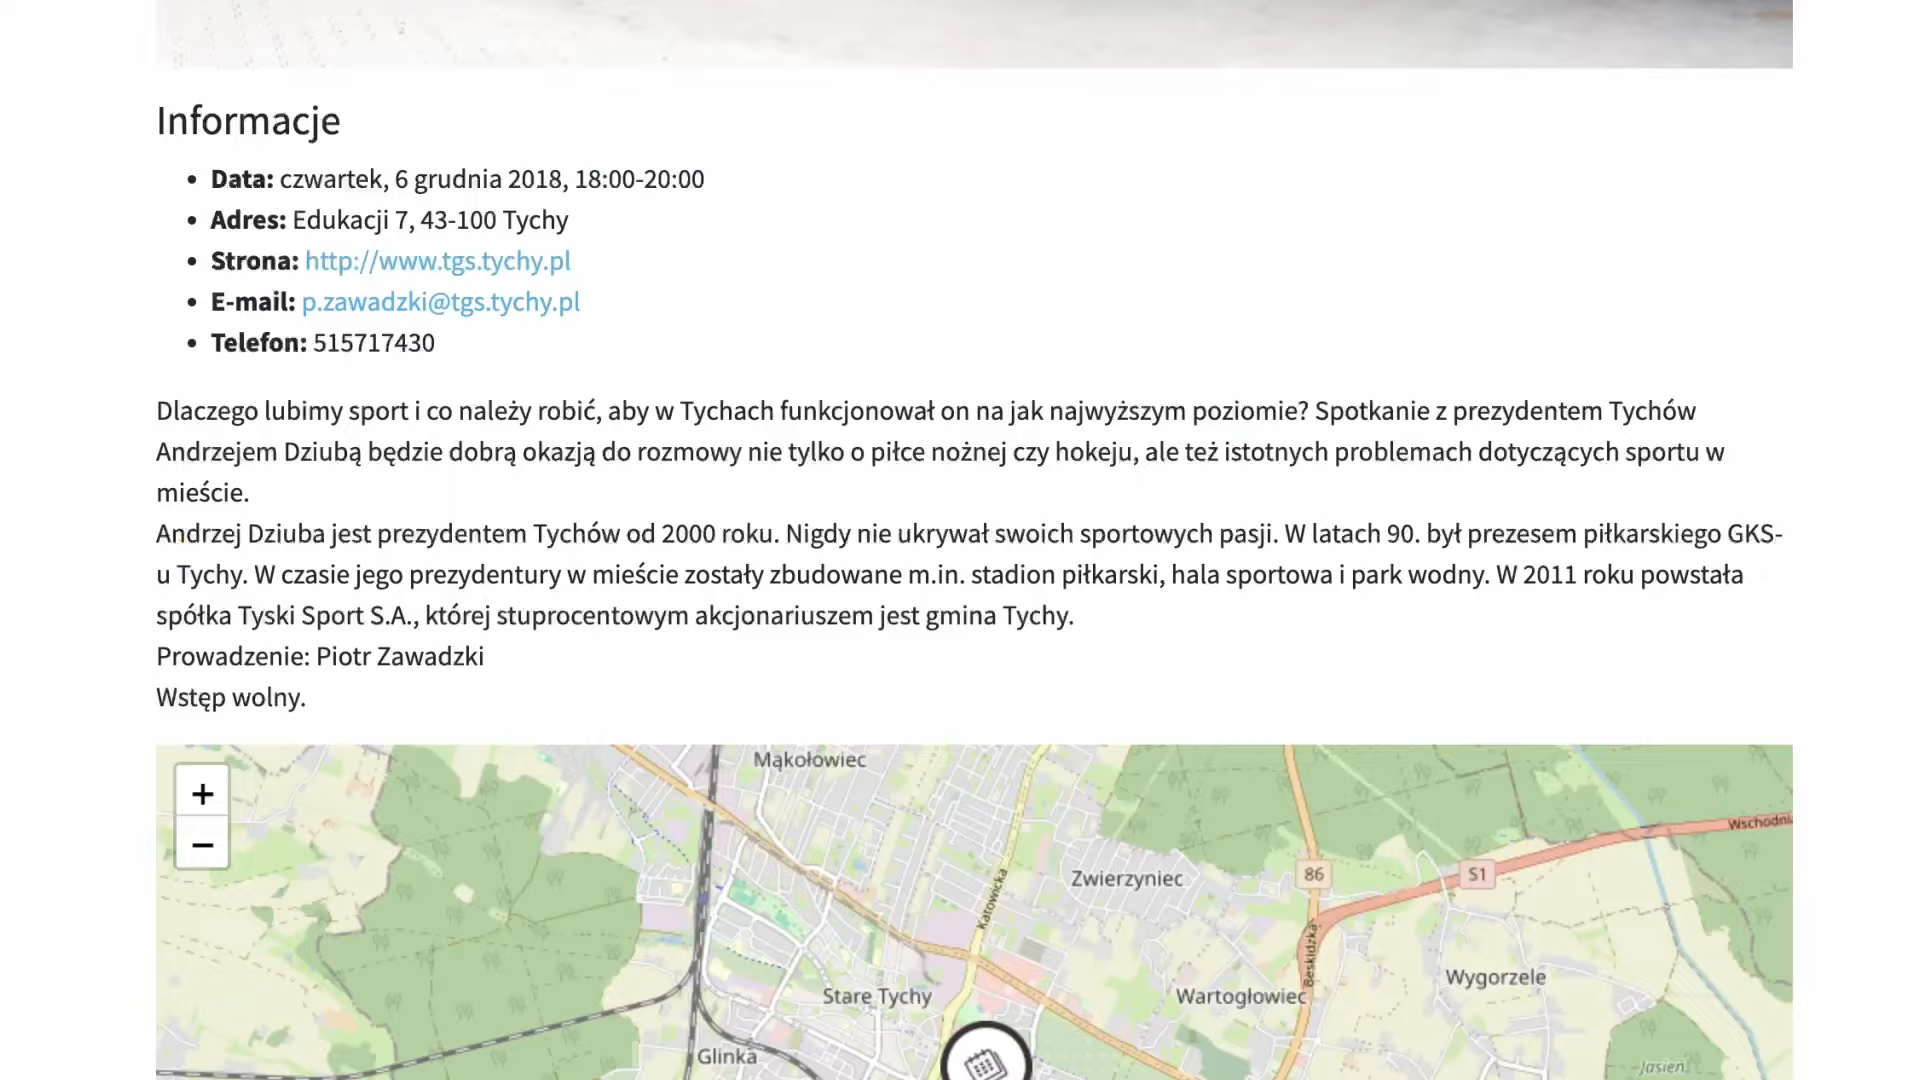 Informacje
Data: czwartek, 6 grudnia 2018, 18:00-20:00
Adres: Edukacji 7, 43-100 Tychy
Strona: http://www.tgs.tychy.pl
E-mail: p.zawadzki@tgs.tychy.pl
Telefon: 515717430
Dlaczego lubimy sport i co należy robić, aby w Tychach funkcjonował on na jak najwyższym poziomie? Spotkanie z prezydentem Tychów
Andrzejem Dziubą będzie dobrą okazją do rozmowy nie tylko o piłce nożnej czy hokeju, ale też istotnych problemach dotyczących sportu w
mieście.
Andrzej Dziuba jest prezydentem Tychów od 2000 roku. Nigdy nie ukrywał swoich sportowych pasji. W latach 90. był prezesem piłkarskiego GKS-
u Tychy. W czasie jego prezydentury w mieście zostały zbudowane m.in. stadion piłkarski, hala sportowa i park wodny. W 2011 roku powstała
spółka Tyski Sport S.A., której stuprocentowym akcjonariuszem jest gmina Tychy.
Prowadzenie: Piotr Zawadzki
Wstęp wolny.
+
−
Mąkołowiec
Wschodni
Zwierzyniec
86
S1
Katowicka
Beskidzka
Wygorzele
Stare Tychy
Wartogłowiec
Glinka
Jasień